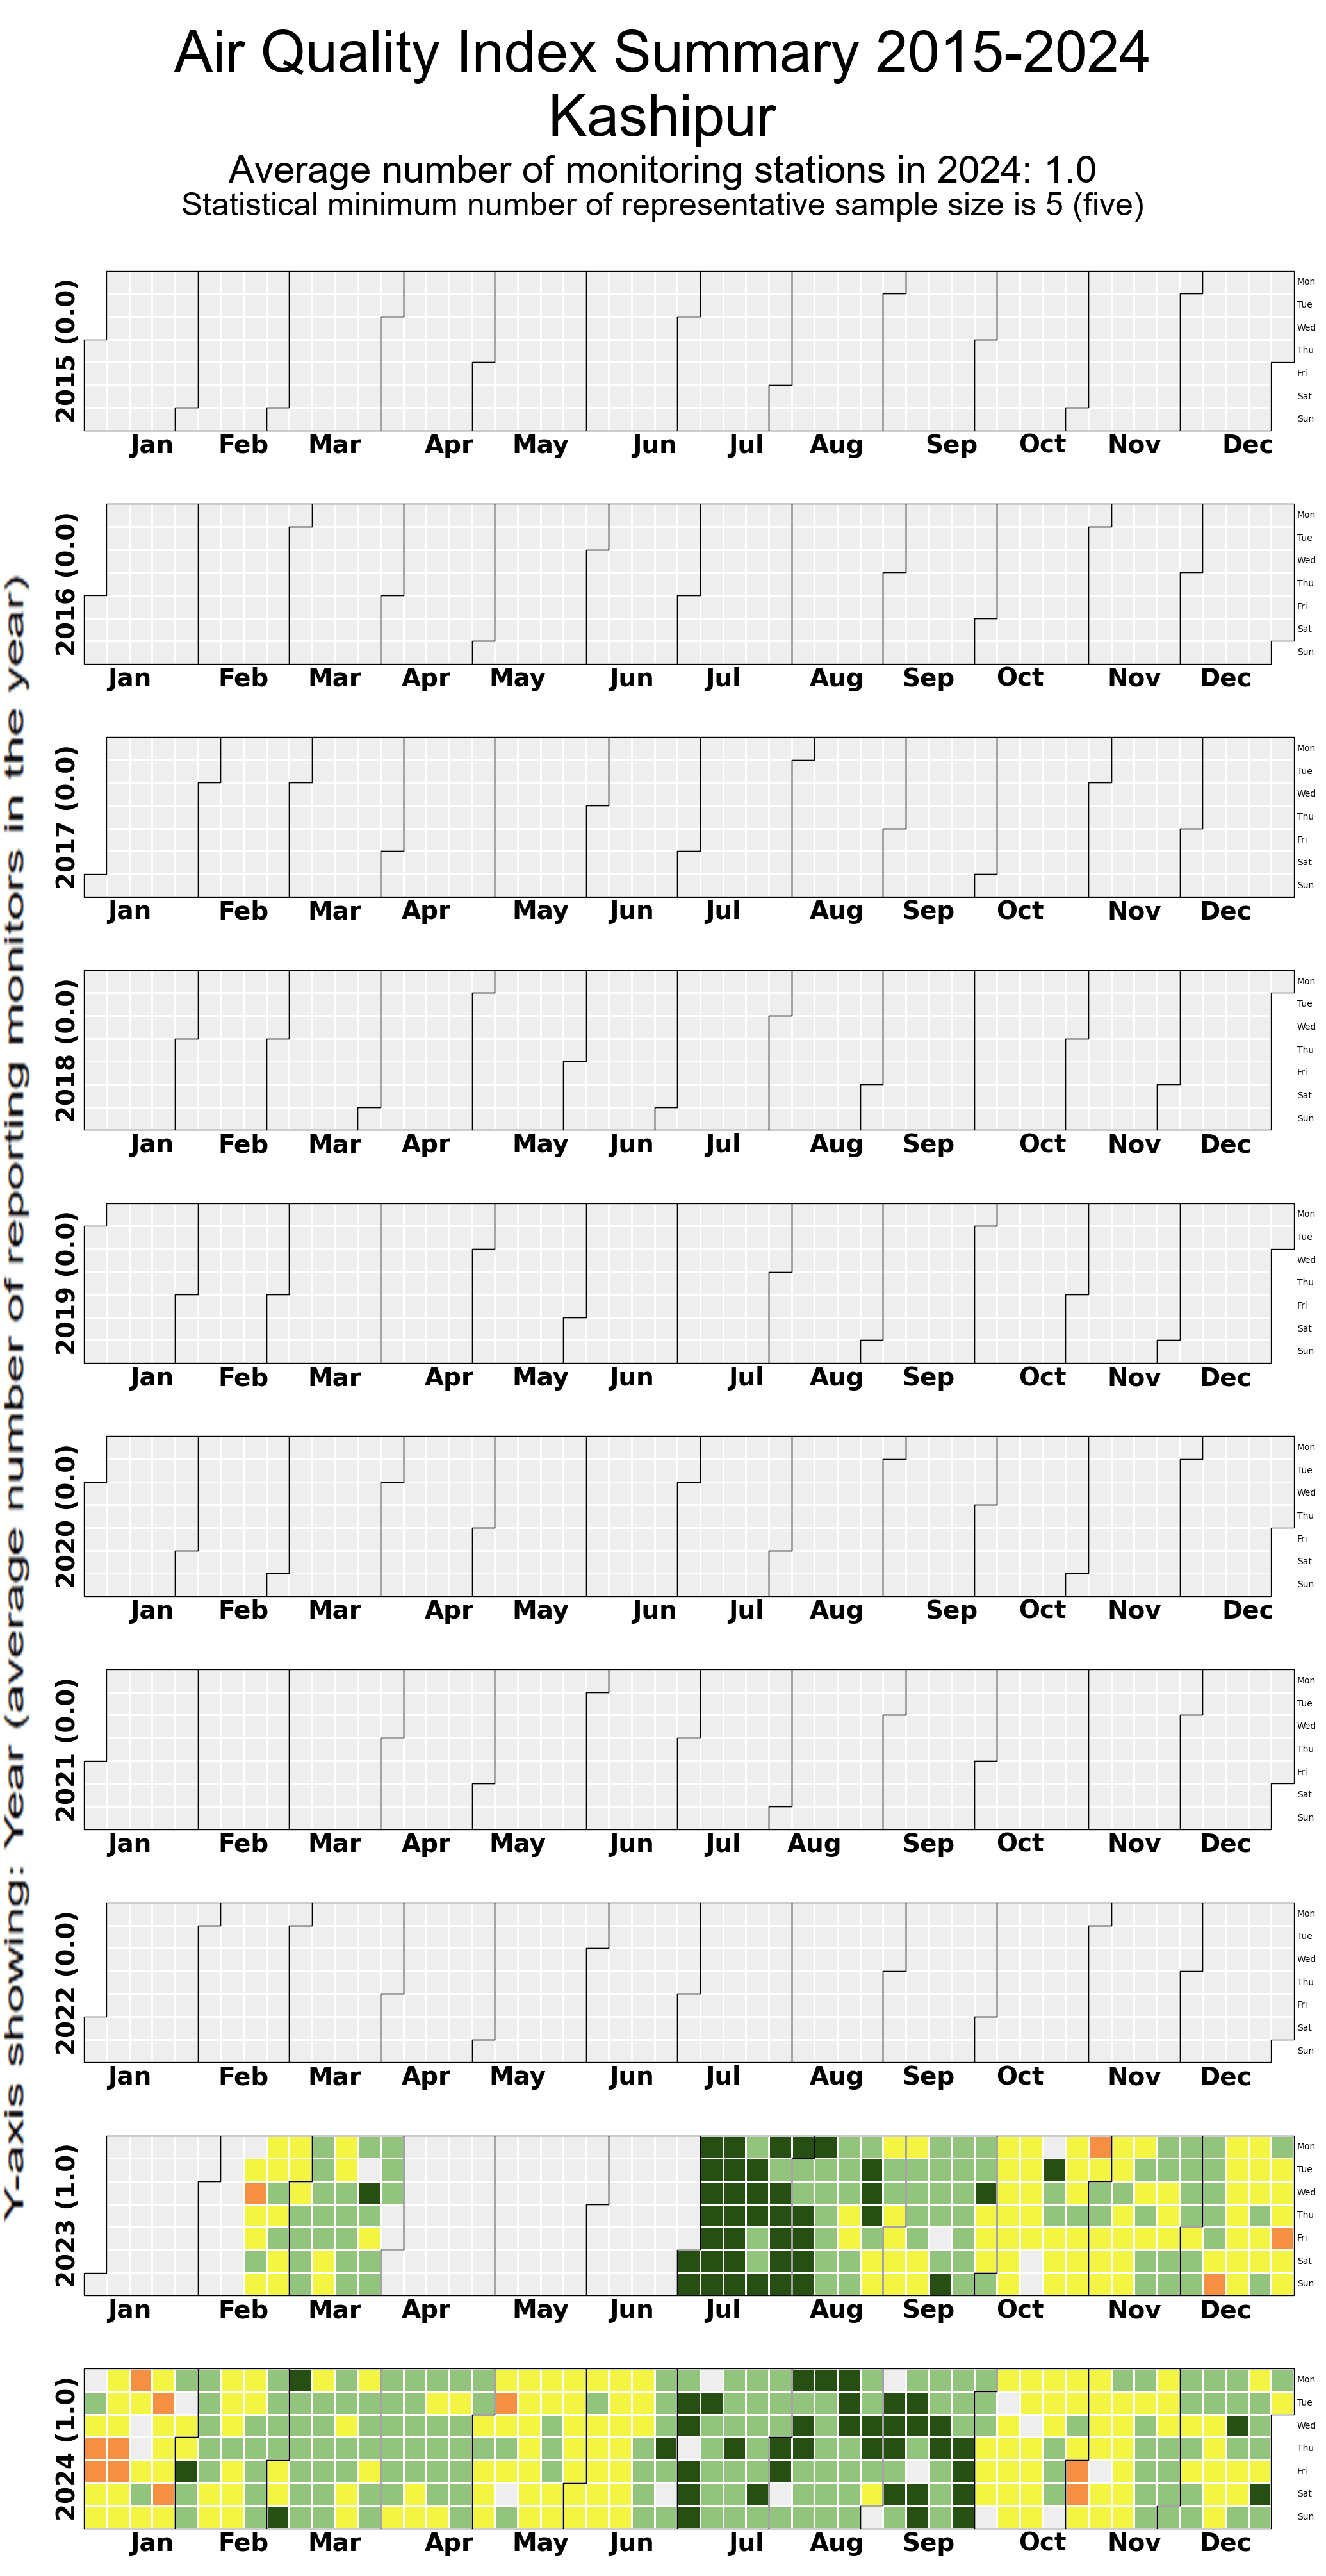 Air Quality Index Summary 2015-2024
Kashipur
Average number of monitoring stations in 2024: 1.0
Statistical minimum number of representative sample size is 5 (five)
Y-axis showing: Year (average number of reporting monitors in the year)
2015 (0.0)
Mon
Tue
Wed
Thu
Fri
Sat
Sun
Jan Feb Mar Apr May Jun Jul Aug Sep Oct Nov Dec
2016 (0.0)
Mon
Tue
Wed
Thu
Fri
Sat
Sun
Jan Feb Mar Apr May Jun Jul Aug Sep Oct Nov Dec
2017 (0.0)
Mon
Tue
Wed
Thu
Fri
Sat
Sun
Jan Feb Mar Apr May Jun Jul Aug Sep Oct Nov Dec
2018 (0.0)
Mon
Tue
Wed
Thu
Fri
Sat
Sun
Jan Feb Mar Apr May Jun Jul Aug Sep Oct Nov Dec
2019 (0.0)
Mon
Tue
Wed
Thu
Fri
Sat
Sun
Jan Feb Mar Apr May Jun Jul Aug Sep Oct Nov Dec
2020 (0.0)
Mon
Tue
Wed
Thu
Fri
Sat
Sun
Jan Feb Mar Apr May Jun Jul Aug Sep Oct Nov Dec
2021 (0.0)
Mon
Tue
Wed
Thu
Fri
Sat
Sun
Jan Feb Mar Apr May Jun Jul Aug Sep Oct Nov Dec
2022 (0.0)
Mon
Tue
Wed
Thu
Fri
Sat
Sun
Jan Feb Mar Apr May Jun Jul Aug Sep Oct Nov Dec
2023 (1.0)
Mon
Tue
Wed
Thu
Fri
Sat
Sun
Jan Feb Mar Apr May Jun Jul Aug Sep Oct Nov Dec
2024 (1.0)
Mon
Tue
Wed
Thu
Fri
Sat
Sun
Jan Feb Mar Apr May Jun Jul Aug Sep Oct Nov Dec